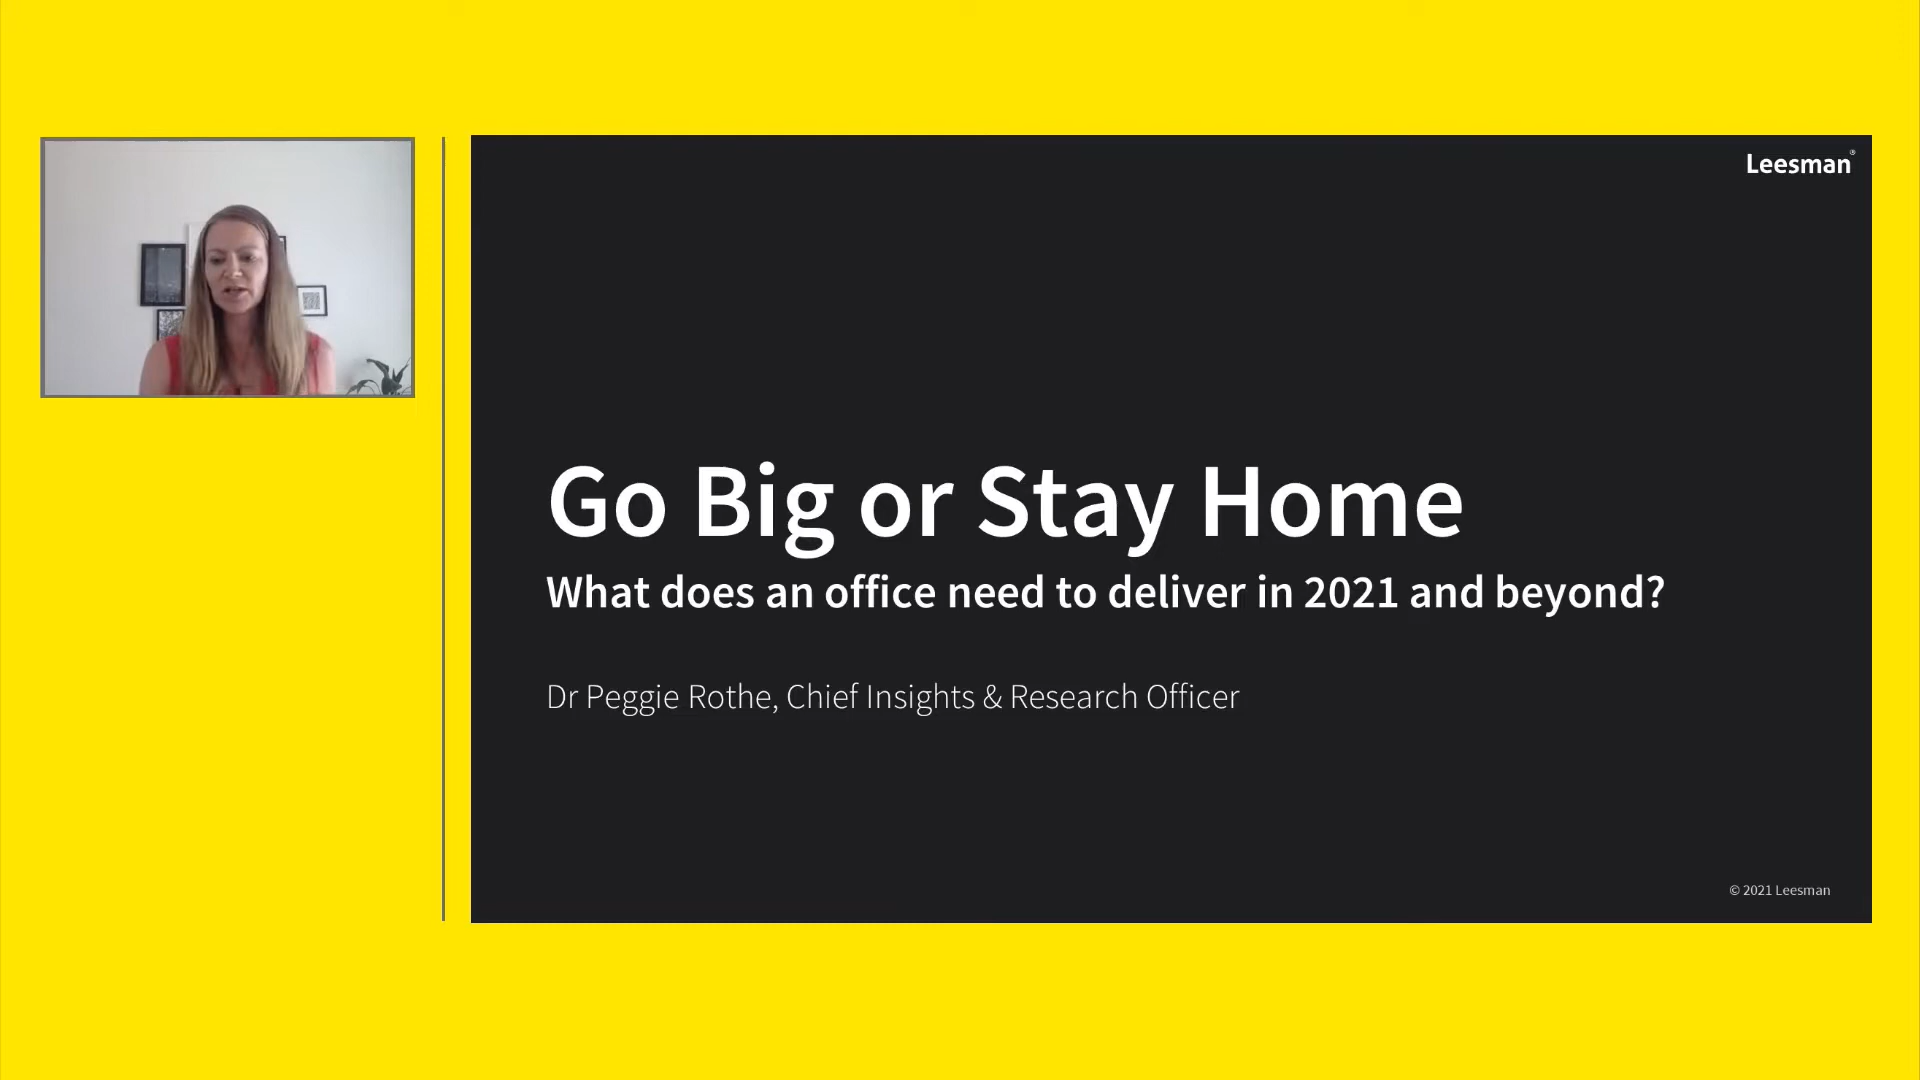 Leesman®
Go Big or Stay Home
What does an office need to deliver in 2021 and beyond?
Dr Peggie Rothe, Chief Insights & Research Officer
© 2021 Leesman